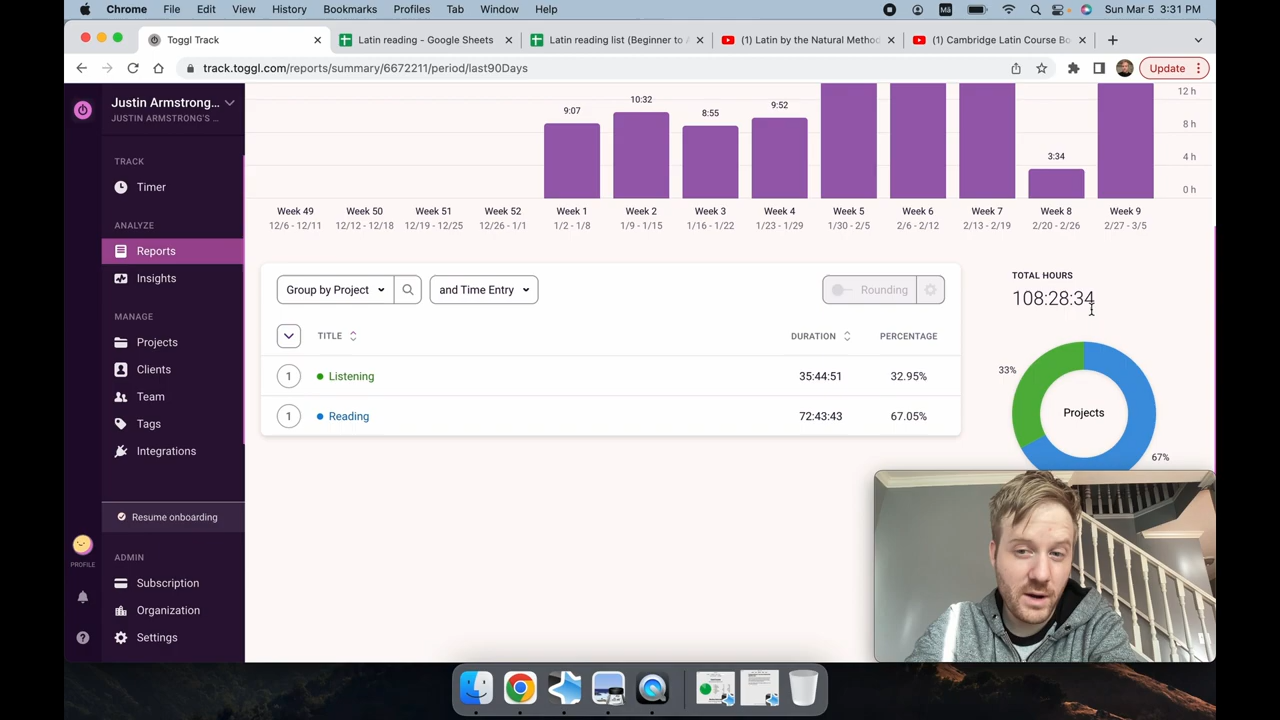 Chrome File Edit View History Bookmarks Profiles Tab Window Help Sun Mar 5 3:31 PM
Toggl Track
Latin reading - Google Sheets
Latin reading list (Beginner to A
(1) Latin by the Natural Method
(1) Cambridge Latin Course Bo
track.toggl.com/reports/summary/6672211/period/last90Days
Update
Justin Armstrong...
JUSTIN ARMSTRONG'S ...
TRACK
Timer
ANALYZE
Reports
Insights
MANAGE
Projects
Clients
Team
Tags
Integrations
Resume onboarding
PROFILE
ADMIN
Subscription
Organization
Settings
12 h
8 h
4 h
0 h
9:07
10:32
8:55
9:52
3:34
Week 49 Week 50 Week 51 Week 52 Week 1 Week 2 Week 3 Week 4 Week 5 Week 6 Week 7 Week 8 Week 9
12/6 - 12/11 12/12 - 12/18 12/19 - 12/25 12/26 - 1/1 1/2 - 1/8 1/9 - 1/15 1/16 - 1/22 1/23 - 1/29 1/30 - 2/5 2/6 - 2/12 2/13 - 2/19 2/20 - 2/26 2/27 - 3/5
Group by Project and Time Entry Rounding
TITLE DURATION PERCENTAGE
1 Listening 35:44:51 32.95%
1 Reading 72:43:43 67.05%
TOTAL HOURS
108:28:34
33%
Projects
67%